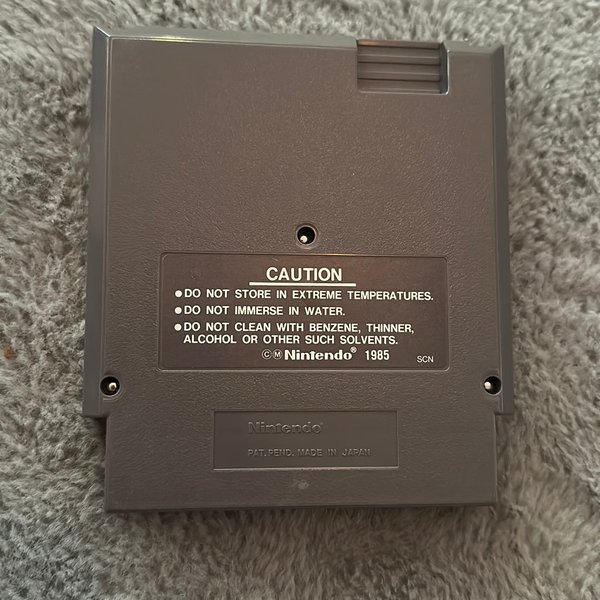 CAUTION
•DO NOT STORE IN EXTREME TEMPERATURES.
•DO NOT IMMERSE IN WATER.
•DO NOT CLEAN WITH BENZENE, THINNER,
ALCOHOL OR OTHER SUCH SOLVENTS.
©Ⓜ Nintendo® 1985 SCN
Nintendo®
PAT. PEND. MADE IN JAPAN